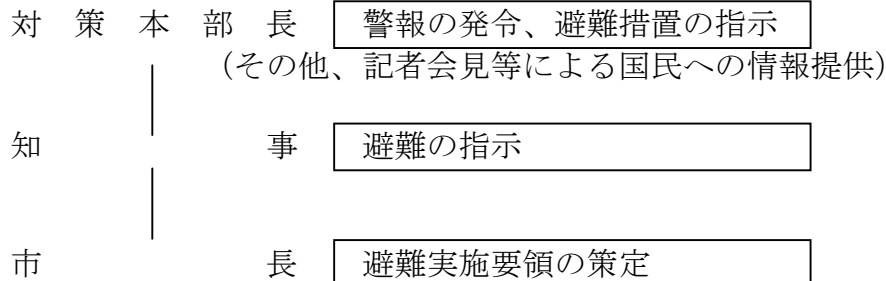 対策本部長 警報の発令、避難措置の指示
(その他、記者会見等による国民への情報提供)
知事 避難の指示
市長 避難実施要領の策定